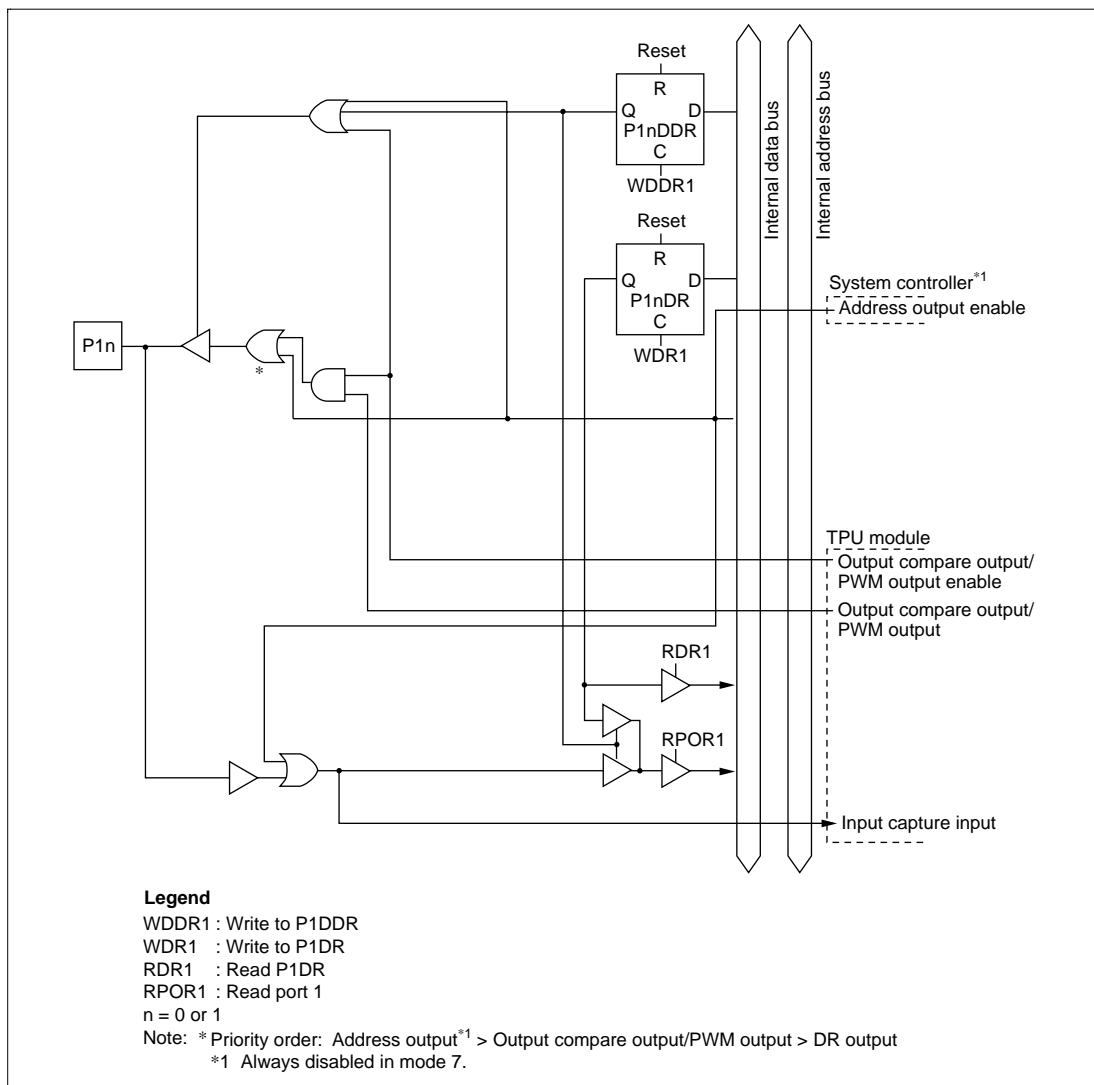 Reset
R
Q D
P1nDDR
C
WDDR1
Internal data bus
Internal address bus
Reset
R
Q D
P1nDR
C
WDR1
System controller*1
Address output enable
P1n
*
TPU module
Output compare output/
PWM output enable
Output compare output/
PWM output
RDR1
RPOR1
Input capture input
Legend
WDDR1 : Write to P1DDR
WDR1 : Write to P1DR
RDR1 : Read P1DR
RPOR1 : Read port 1
n = 0 or 1
Note: * Priority order: Address output*1 > Output compare output/PWM output > DR output
*1 Always disabled in mode 7.